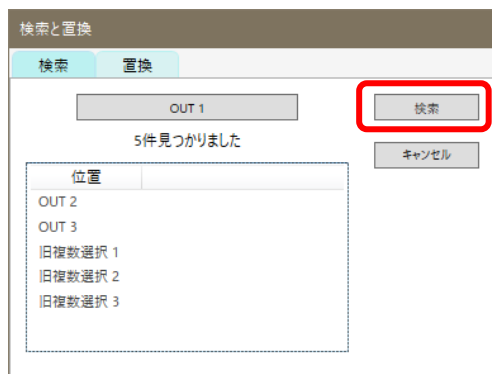 検索と置換
検索 置換
OUT 1 検索
5件見つかりました
キャンセル
位置
OUT 2
OUT 3
旧複数選択 1
旧複数選択 2
旧複数選択 3